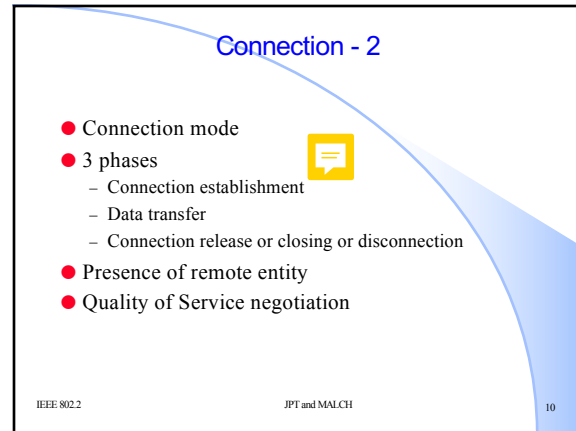 Connection - 2
● Connection mode
● 3 phases
– Connection establishment
– Data transfer
– Connection release or closing or disconnection
● Presence of remote entity
● Quality of Service negotiation
IEEE 802.2
JPT and MALCH
10